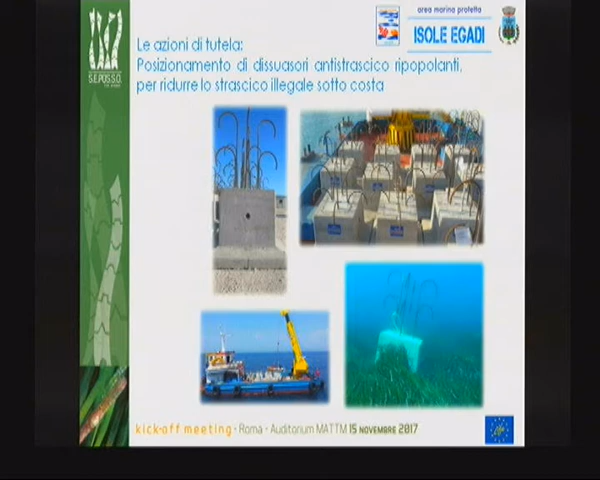 area marina protetta
ISOLE EGADI
S.E.POS.S.O.
Le azioni di tutela:
Posizionamento di dissuasori antistrascico ripopolanti,
per ridurre lo strascico illegale sotto costa
kick-off meeting - Roma - Auditorium MATTM 15 NOVEMBRE 2017